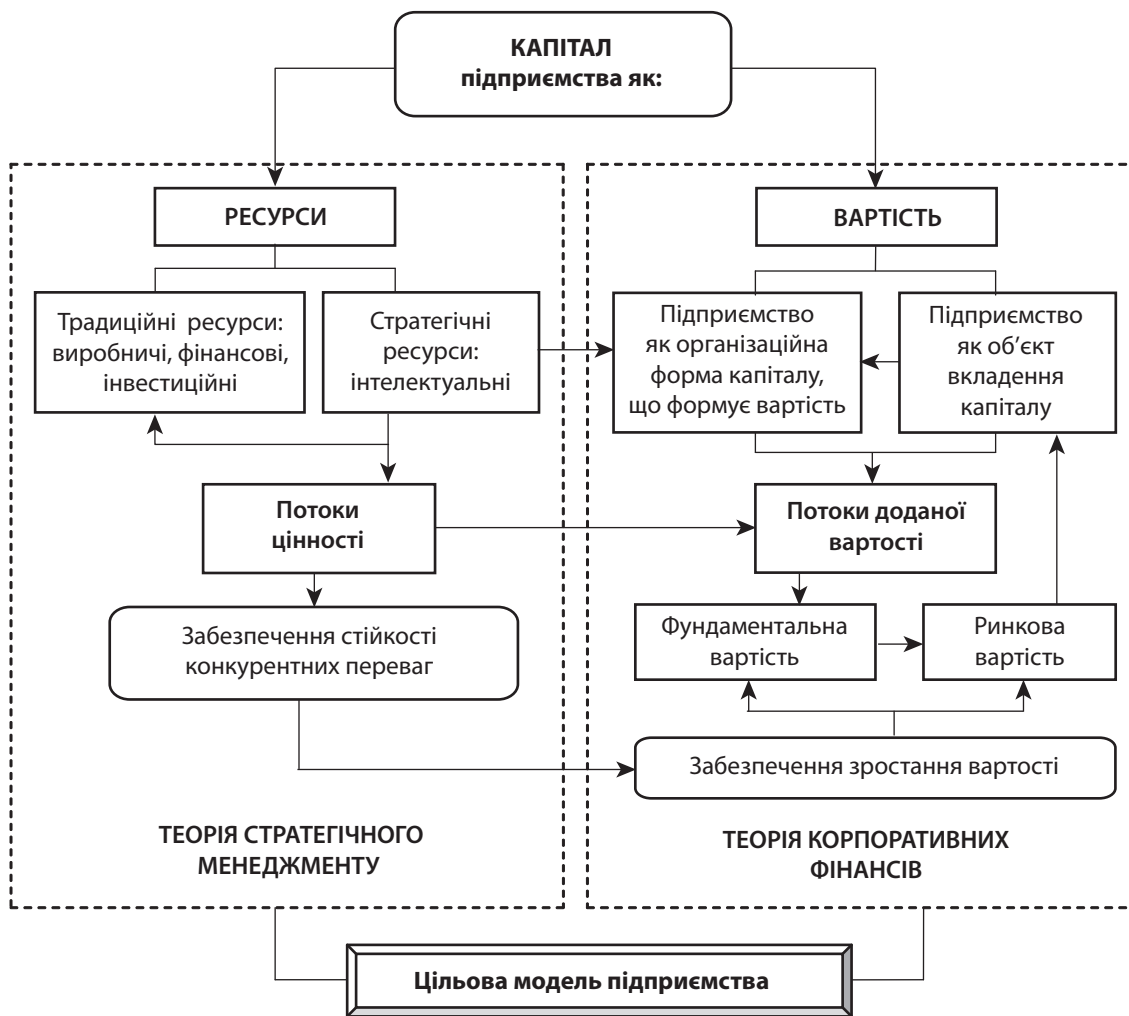 КАПІТАЛ
підприємства як:
РЕСУРСИ
ВАРТІСТЬ
Традиційні ресурси:
виробничі, фінансові,
інвестиційні
Стратегічні
ресурси:
інтелектуальні
Підприємство
як організаційна
форма капіталу,
що формує вартість
Підприємство
як об’єкт
вкладення
капіталу
Потоки
цінності
Потоки доданої
вартості
Забезпечення стійкості
конкурентних переваг
Фундаментальна
вартість
Ринкова
вартість
Забезпечення зростання вартості
ТЕОРІЯ СТРАТЕГІЧНОГО
МЕНЕДЖМЕНТУ
ТЕОРІЯ КОРПОРАТИВНИХ
ФІНАНСІВ
Цільова модель підприємства